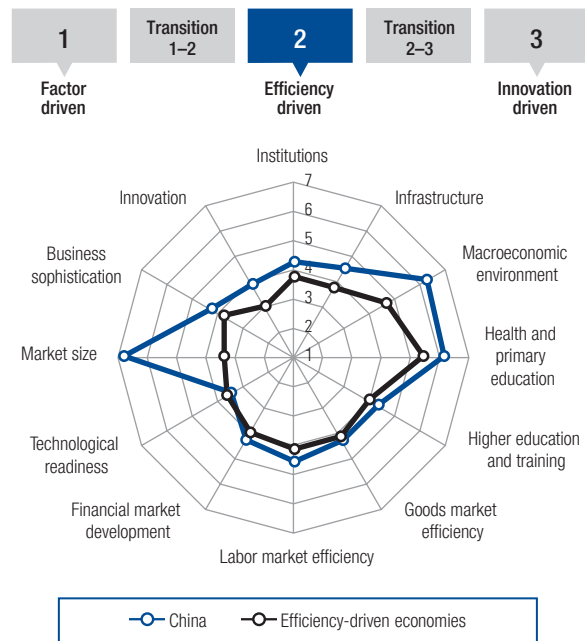 1
Transition
1–2
2
Transition
2–3
3
Factor
driven
Efficiency
driven
Innovation
driven
Institutions
Innovation
Infrastructure
Business
sophistication
Macroeconomic
environment
Market size
Health and
primary
education
Technological
readiness
Higher education
and training
Financial market
development
Goods market
efficiency
Labor market efficiency
7
6
5
4
3
2
1
China
Efficiency-driven economies